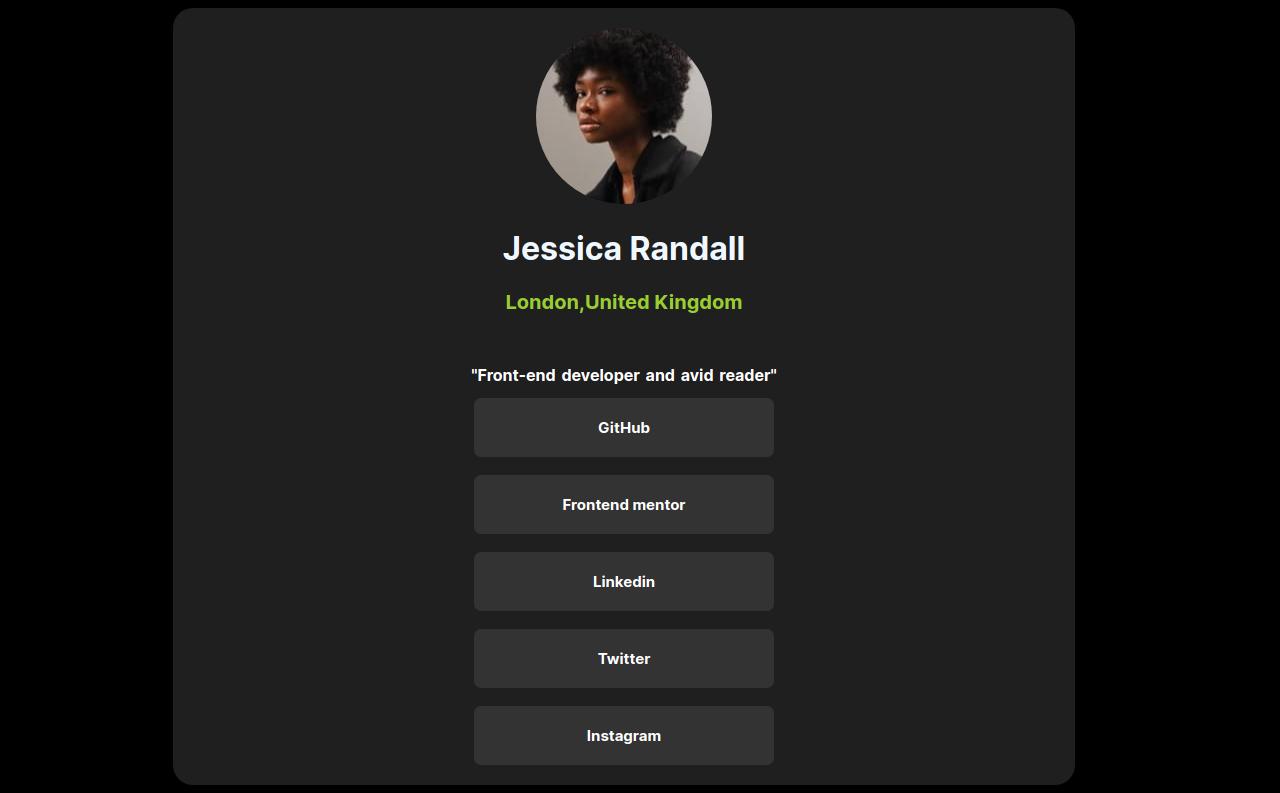 Jessica Randall
London,United Kingdom
"Front-end developer and avid reader"
GitHub
Frontend mentor
Linkedin
Twitter
Instagram